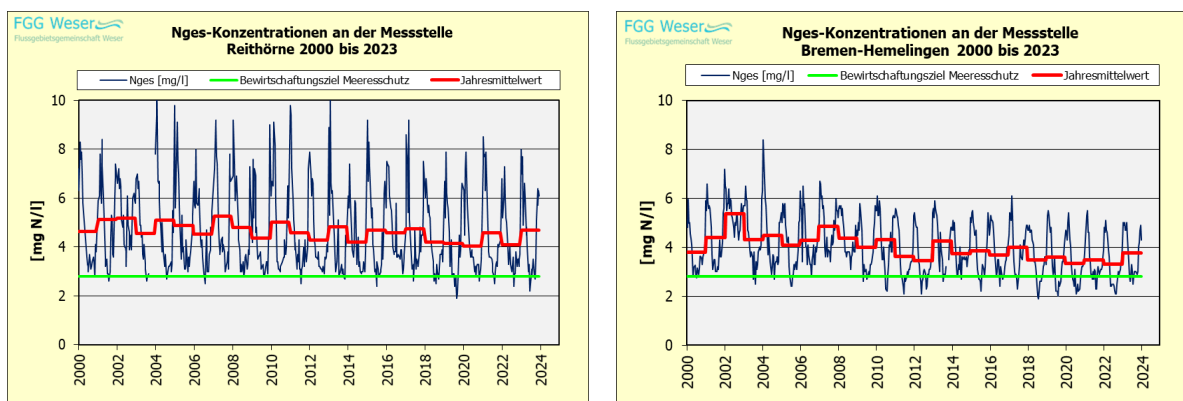 FGG Weser
Flussgebietsgemeinschaft Weser
Nges-Konzentrationen an der Messstelle
Reithörne 2000 bis 2023
Nges [mg/l] Bewirtschaftungsziel Meeresschutz Jahresmittelwert
10
8
6
4
2
0
[mg N/l]
2000 2002 2004 2006 2008 2010 2012 2014 2016 2018 2020 2022 2024
FGG Weser
Flussgebietsgemeinschaft Weser
Nges-Konzentrationen an der Messstelle
Bremen-Hemelingen 2000 bis 2023
Nges [mg/l] Bewirtschaftungsziel Meeresschutz Jahresmittelwert
10
8
6
4
2
0
[mg N/l]
2000 2002 2004 2006 2008 2010 2012 2014 2016 2018 2020 2022 2024